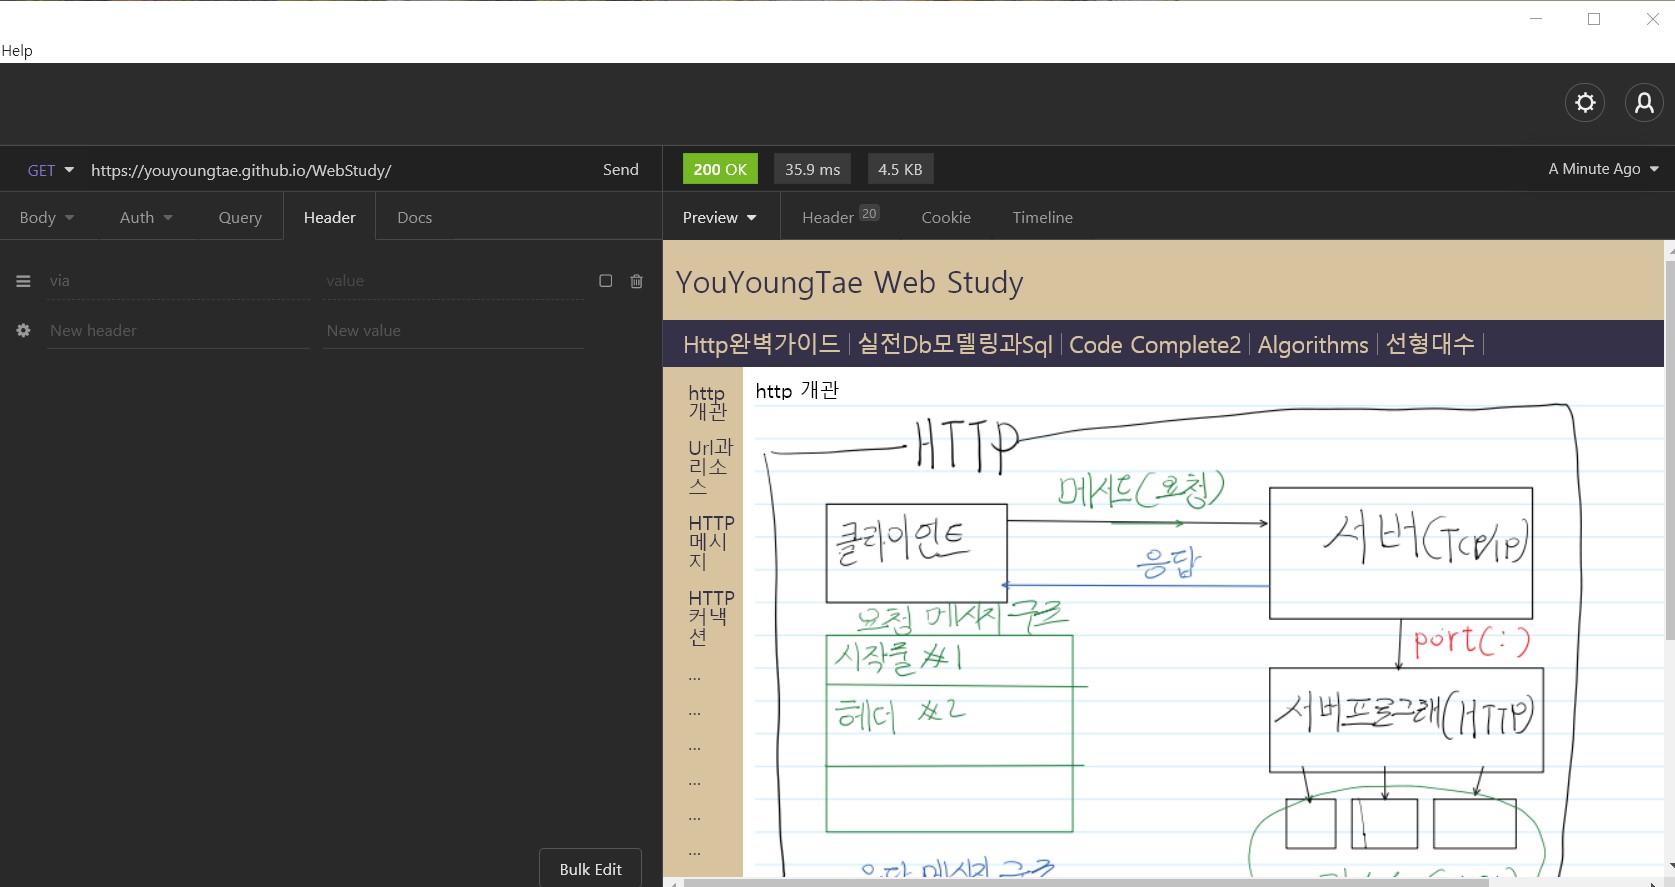 Help
GET https://youyoungtae.github.io/WebStudy/ Send
200 OK 35.9 ms 4.5 KB A Minute Ago
Body Auth Query Header Docs
Preview Header 20 Cookie Timeline
via value
New header New value
Bulk Edit
YouYoungTae Web Study
Http완벽가이드 | 실전Db모델링과Sql | Code Complete2 | Algorithms | 선형대수 |
http
개관
Url과
리소
스
HTTP
메시
지
HTTP
커낵
션
...
...
...
...
...
...
http 개관
HTTP
메서드(요청)
클라이언트
서버(TCP/IP)
응답
요청 메시지 구조
port(:)
시작줄 #1
헤더 #2
서버프로그래(HTTP)
응답 메시지 구조